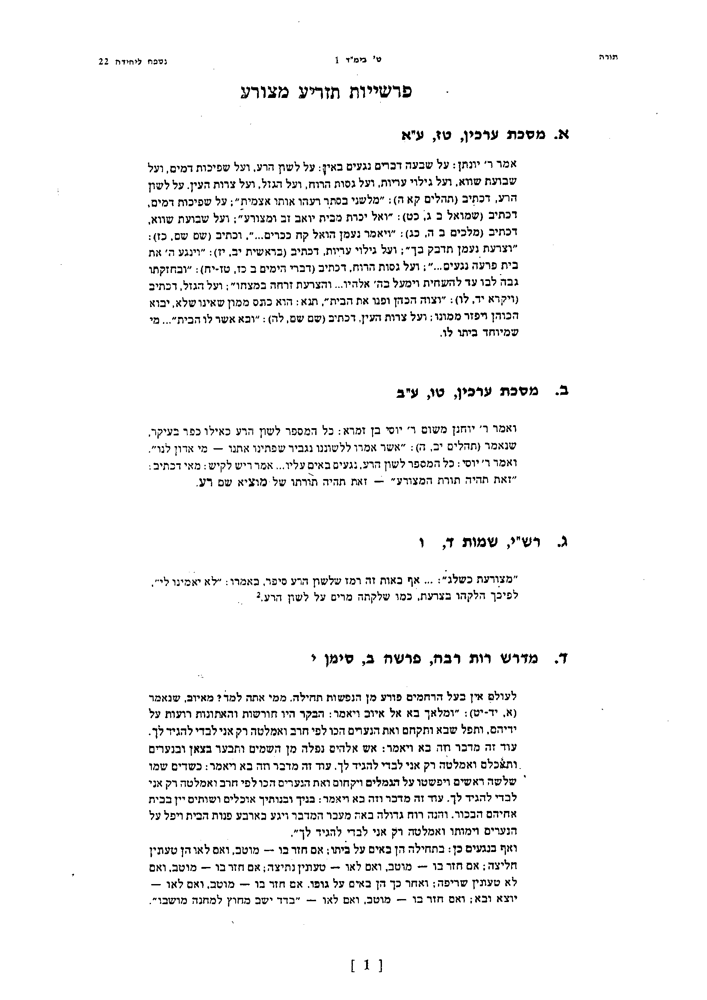 תורה
ט' בימ"ד 1
נספח ליחידה 22
פרשייות תזריע מצורע
א. מסכת ערכין, טז, ע"א
אמר ר' יונתן: על שבעה דברים נגעים באין: על לשון הרע, ועל שפיכות דמים, ועל
שבועת שווא, ועל גילוי עריות, ועל גסות הרוח, ועל הגזל, ועל צרות העין. על לשון
הרע, דכתיב (תהלים קא ה): "מלשני בסתר רעהו אותו אצמית"; על שפיכות דמים,
דכתיב (שמואל ב ג, כט): "ואל יכרת מבית יואב זב ומצורע"; ועל שבועת שווא,
דכתיב (מלכים ב ה, כג): "ויאמר נעמן הואל קח ככרים...", וכתיב (שם שם, כז):
"וצרעת נעמן תדבק בך"; ועל גילוי עריות, דכתיב (בראשית יב, יז): "וינגע ה' את
בית פרעה נגעים..."; ועל גסות הרוח, דכתיב (דברי הימים ב כז, טז-יח): "ובחזקתו
גבה לבו עד להשחית וימעל בה' אלהיו... והצרעת זרחה במצחו"; ועל הגזל, דכתיב
(ויקרא יד, לו): "וצוה הכהן ופנו את הבית", תנא: הוא כנס ממון שאינו שלא, יבוא
הכוהן ויפזר ממונו; ועל צרות העין, דכתיב (שם שם, לה): "ובא אשר לו הבית"... מי
שמיוחד ביתו לו.
ב. מסכת ערכין, טו, ע"ב
ואמר ר' יוחנן משום ר' יוסי בן זמרא: כל המספר לשון הרע כאילו כפר בעיקר,
שנאמר (תהלים יב, ה): "אשר אמרו ללשוננו נגביר שפתינו אתנו — מי אדון לנו".
ואמר ר' יוסי: כל המספר לשון הרע, נגעים באים עליו... אמר ריש לקיש: מאי דכתיב:
"זאת תהיה תורת המצורע" — זאת תהיה תורתו של מוציא שם רע.
ג. רש"י, שמות ד, ו
"מצורעת כשלג": ... אף באות זה רמז שלשון הרע סיפר, באמרו: "לא יאמינו לי",
לפיכך הלקהו בצרעת, כמו שלקתה מרים על לשון הרע.2
ד. מדרש רות רבה, פרשה ב, סימן י
לעולם אין בעל הרחמים פורע מן הנפשות תחילה. ממי אתה למד? מאיוב, שנאמר
(א, יד-יט): "ומלאך בא אל איוב ויאמר: הבקר היו חורשות והאתונות רועות על
ידיהם, ותפל שבא ותקחם ואת הנערים הכו לפי חרב ואמלטה רק אני לבדי להגיד לך.
עוד זה מדבר וזה בא ויאמר: אש אלהים נפלה מן השמים ותבער בצאן ובנערים
ותאכלם ואמלטה רק אני לבדי להגיד לך. עוד זה מדבר וזה בא ויאמר: כשדים שמו
שלשה ראשים ויפשטו על הגמלים ויקחום ואת הנערים הכו לפי חרב ואמלטה רק אני
לבדי להגיד לך. עוד זה מדבר וזה בא ויאמר: בניך ובנותיך אוכלים ושותים יין בבית
אחיהם הבכור. והנה רוח גדולה באה מעבר המדבר ויגע בארבע פנות הבית ויפל על
הנערים וימותו ואמלטה רק אני לבדי להגיד לך".
ואף בנגעים כן: בתחילה הן באים על ביתו; אם חזר בו — מוטב, ואם לאו הן טעתין
חליצה; אם חזר בו — מוטב, ואם לאו — טעתין נתיצה; אם חזר בו — מוטב, ואם
לא טעתין שריפה; ואחר כך הן באים על גופו. אם חזר בו — מוטב, ואם לאו —
יוצא ובא; ואם חזר בו — מוטב, ואם לאו — "בדד ישב מחוץ למחנה מושבו".
[ 1 ]